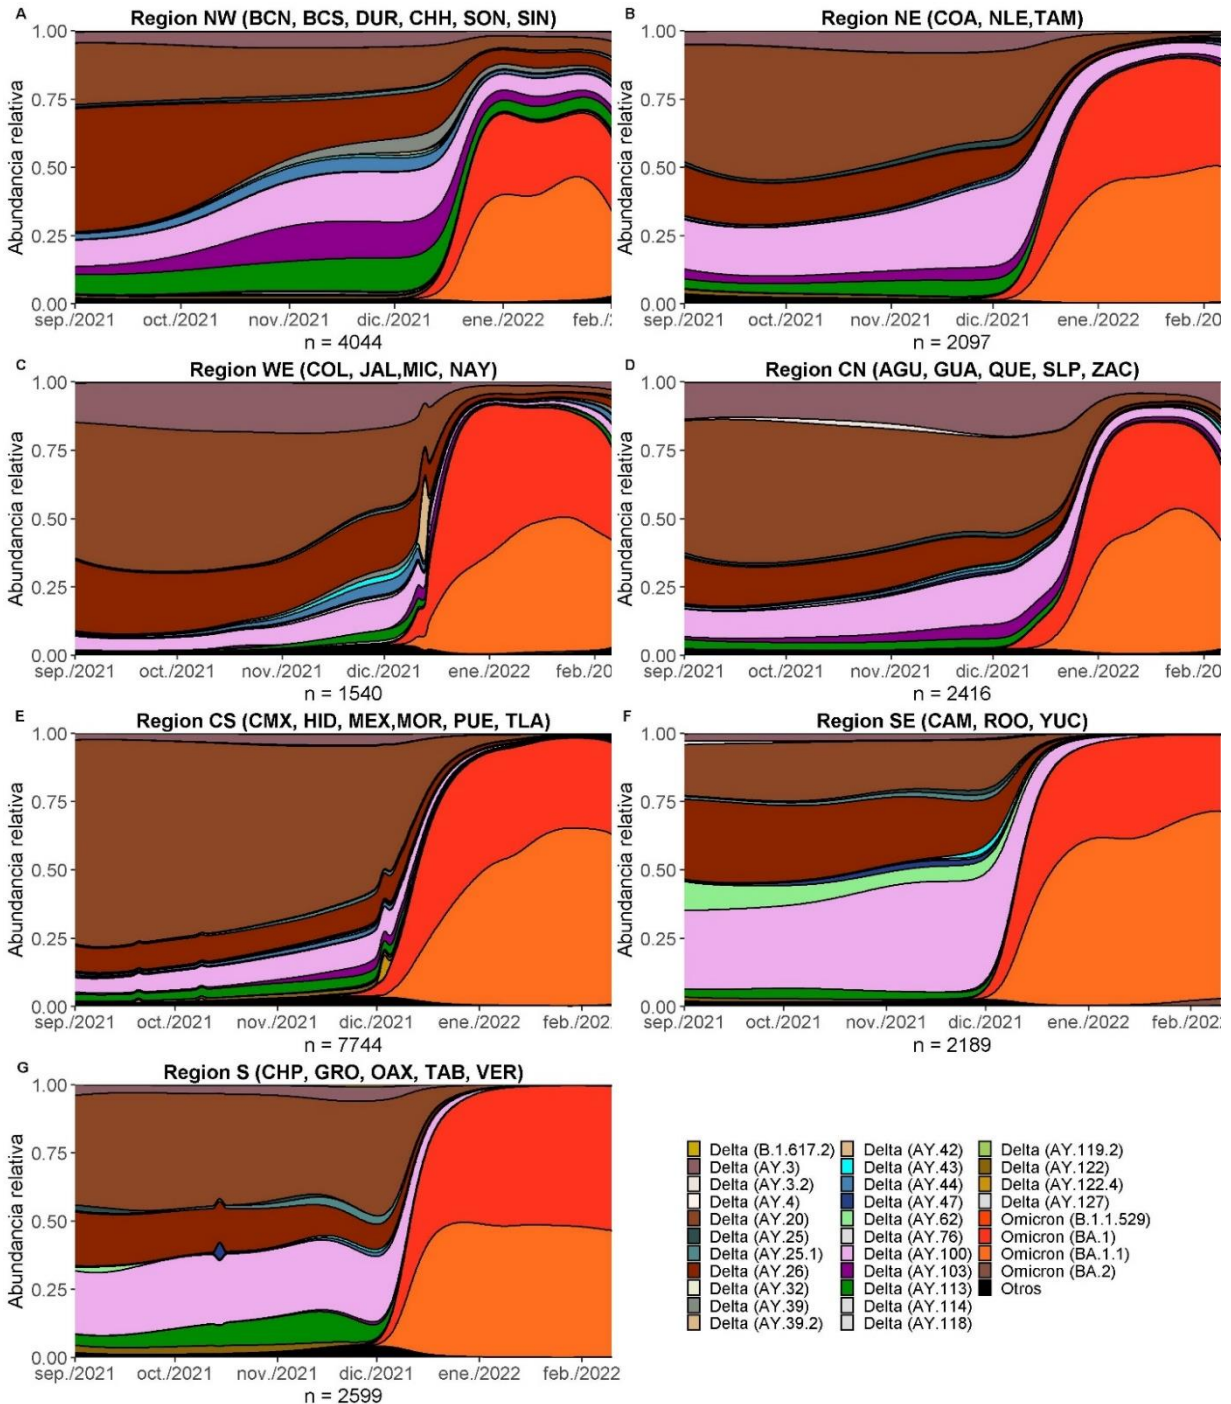 A Region NW (BCN, BCS, DUR, CHH, SON, SIN)
Abundancia relativa
1.00
0.75
0.50
0.25
0.00
sep./2021 oct./2021 nov./2021 dic./2021 ene./2022 feb./2
n = 4044
B Region NE (COA, NLE,TAM)
Abundancia relativa
1.00
0.75
0.50
0.25
0.00
sep./2021 oct./2021 nov./2021 dic./2021 ene./2022 feb./20
n = 2097
C Region WE (COL, JAL,MIC, NAY)
Abundancia relativa
1.00
0.75
0.50
0.25
0.00
sep./2021 oct./2021 nov./2021 dic./2021 ene./2022 feb./20
n = 1540
D Region CN (AGU, GUA, QUE, SLP, ZAC)
Abundancia relativa
1.00
0.75
0.50
0.25
0.00
sep./2021 oct./2021 nov./2021 dic./2021 ene./2022 feb./20
n = 2416
E Region CS (CMX, HID, MEX,MOR, PUE, TLA)
Abundancia relativa
1.00
0.75
0.50
0.25
0.00
sep./2021 oct./2021 nov./2021 dic./2021 ene./2022 feb./202
n = 7744
F Region SE (CAM, ROO, YUC)
Abundancia relativa
1.00
0.75
0.50
0.25
0.00
sep./2021 oct./2021 nov./2021 dic./2021 ene./2022 feb./202
n = 2189
G Region S (CHP, GRO, OAX, TAB, VER)
Abundancia relativa
1.00
0.75
0.50
0.25
0.00
sep./2021 oct./2021 nov./2021 dic./2021 ene./2022 feb./202
n = 2599
Delta (B.1.617.2)
Delta (AY.3)
Delta (AY.3.2)
Delta (AY.4)
Delta (AY.20)
Delta (AY.25)
Delta (AY.25.1)
Delta (AY.26)
Delta (AY.32)
Delta (AY.39)
Delta (AY.39.2)
Delta (AY.42)
Delta (AY.43)
Delta (AY.44)
Delta (AY.47)
Delta (AY.62)
Delta (AY.76)
Delta (AY.100)
Delta (AY.103)
Delta (AY.113)
Delta (AY.114)
Delta (AY.118)
Delta (AY.119.2)
Delta (AY.122)
Delta (AY.122.4)
Delta (AY.127)
Omicron (B.1.1.529)
Omicron (BA.1)
Omicron (BA.1.1)
Omicron (BA.2)
Otros